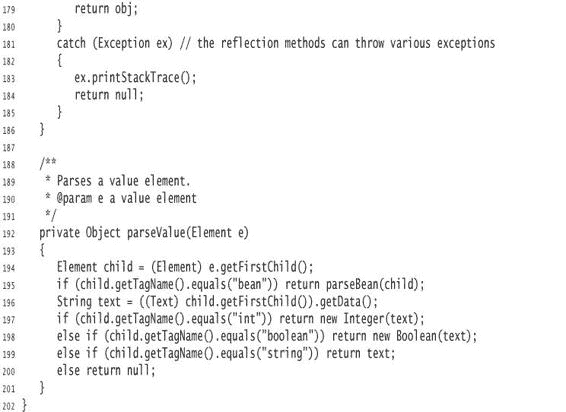 179             return obj;
180          }
181          catch (Exception ex) // the reflection methods can throw various exceptions
182          {
183             ex.printStackTrace();
184             return null;
185          }
186       }
187
188       /**
189        * Parses a value element.
190        * @param e a value element
191        */
192       private Object parseValue(Element e)
193       {
194          Element child = (Element) e.getFirstChild();
195          if (child.getTagName().equals("bean")) return parseBean(child);
196          String text = ((Text) child.getFirstChild()).getData();
197          if (child.getTagName().equals("int")) return new Integer(text);
198          else if (child.getTagName().equals("boolean")) return new Boolean(text);
199          else if (child.getTagName().equals("string")) return text;
200          else return null;
201       }
202 }